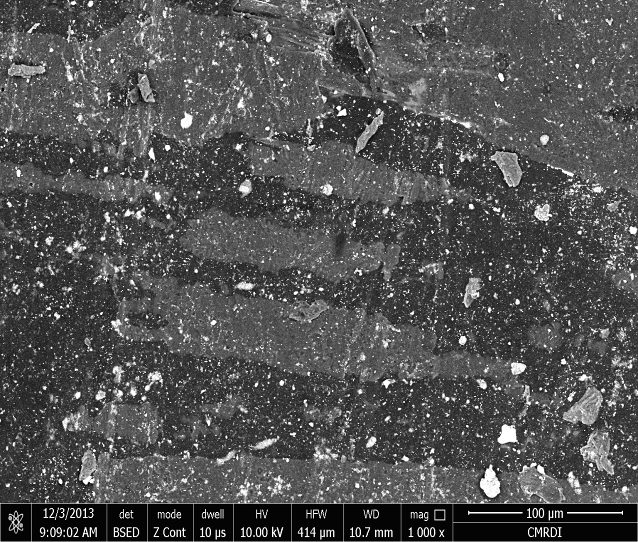 12/3/2013 det mode dwell HV HFW WD mag □ 100 µm
9:09:02 AM BSED Z Cont 10 µs 10.00 kV 414 µm 10.7 mm 1 000 x CMRDI